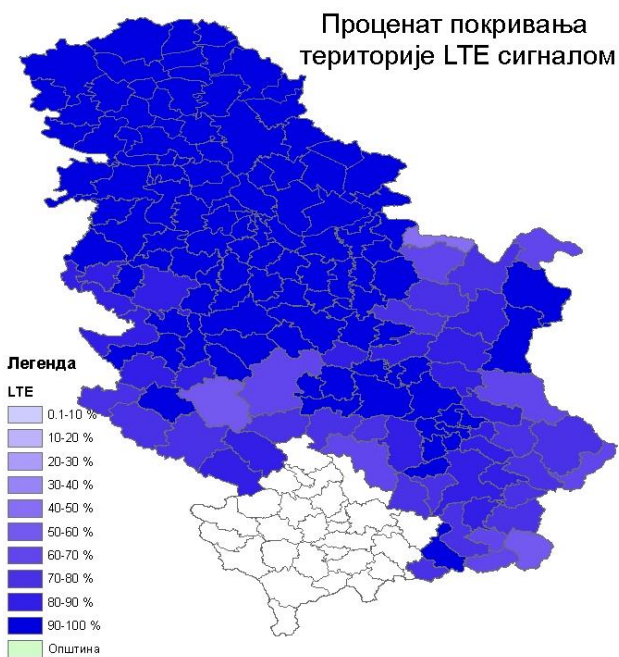 Проценат покривања
територије LTE сигналом
Легенда
LTE
0.1-10 %
10-20 %
20-30 %
30-40 %
40-50 %
50-60 %
60-70 %
70-80 %
80-90 %
90-100 %
Општина